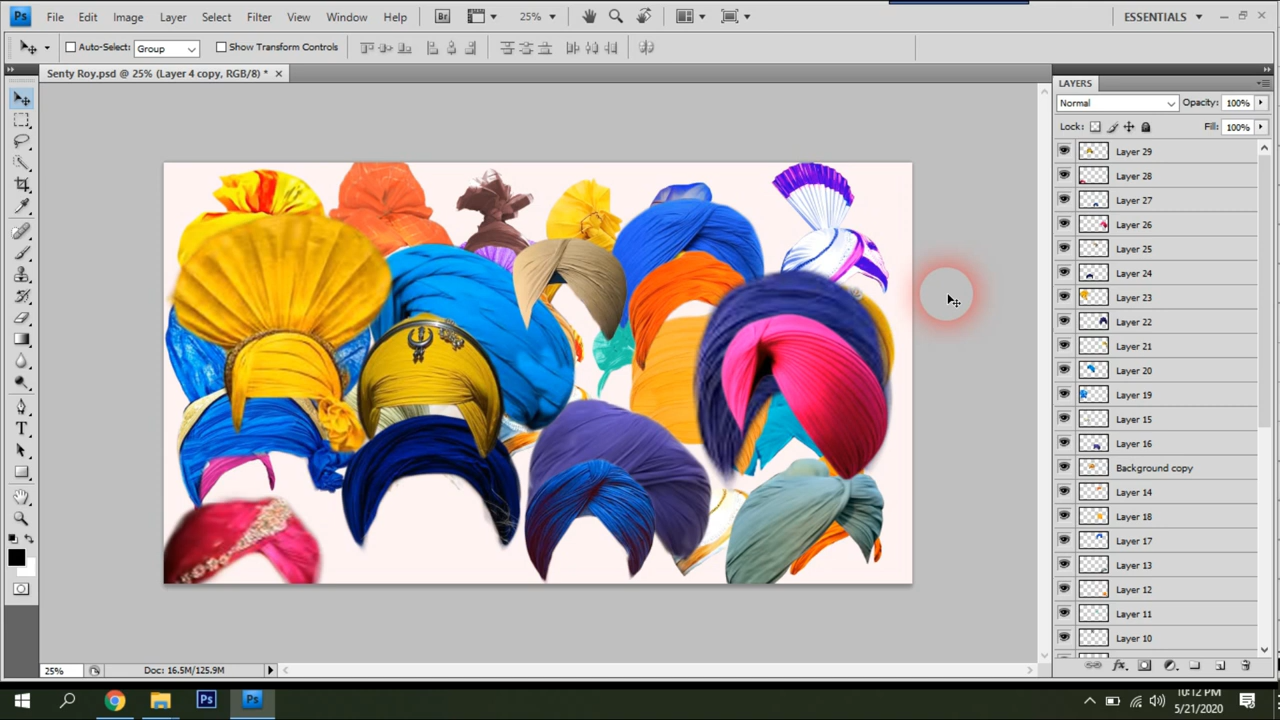 Ps File Edit Image Layer Select Filter View Window Help Br 25% ESSENTIALS
Auto-Select: Group Show Transform Controls
Senty Roy.psd @ 25% (Layer 4 copy, RGB/8) *
LAYERS
Normal Opacity: 100%
Lock: Fill: 100%
Layer 29
Layer 28
Layer 27
Layer 26
Layer 25
Layer 24
Layer 23
Layer 22
Layer 21
Layer 20
Layer 19
Layer 15
Layer 16
Background copy
Layer 14
Layer 18
Layer 17
Layer 13
Layer 12
Layer 11
Layer 10
25% Doc: 16.5M/125.9M
Ps Ps
10:12 PM
5/21/2020